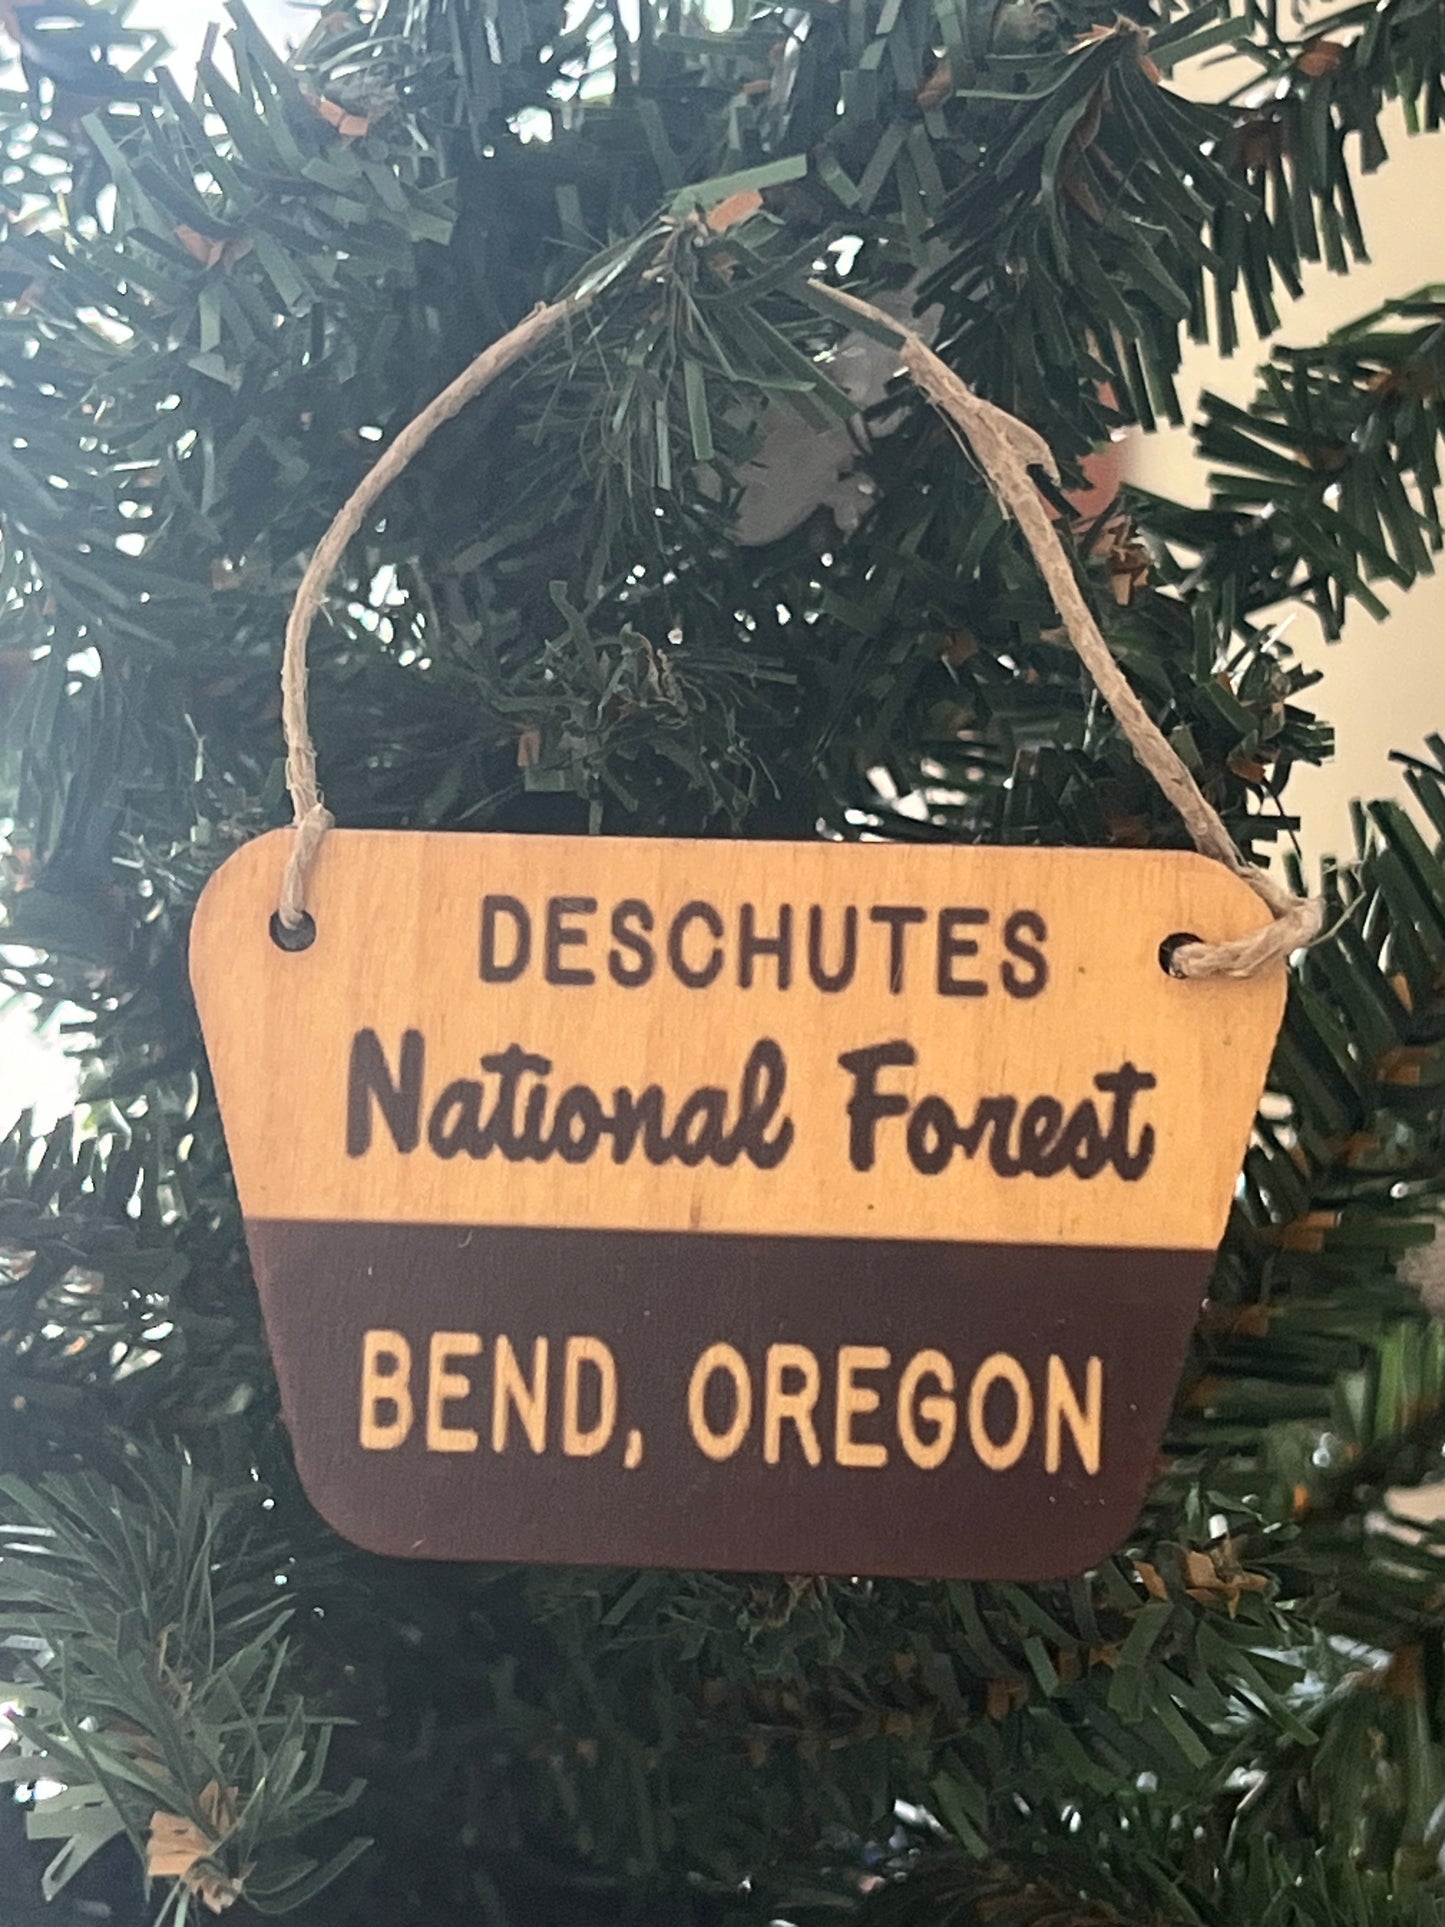 DESCHUTES
National Forest
BEND, OREGON